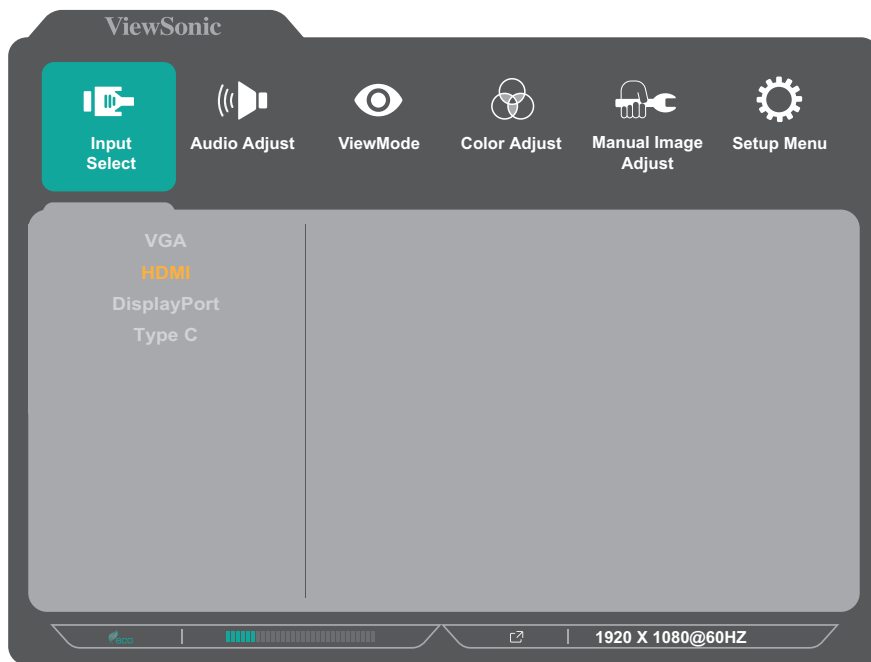 ViewSonic
Input
Select
Audio Adjust
ViewMode
Color Adjust
Manual Image
Adjust
Setup Menu
VGA
HDMI
DisplayPort
Type C
eco
1920 X 1080@60HZ